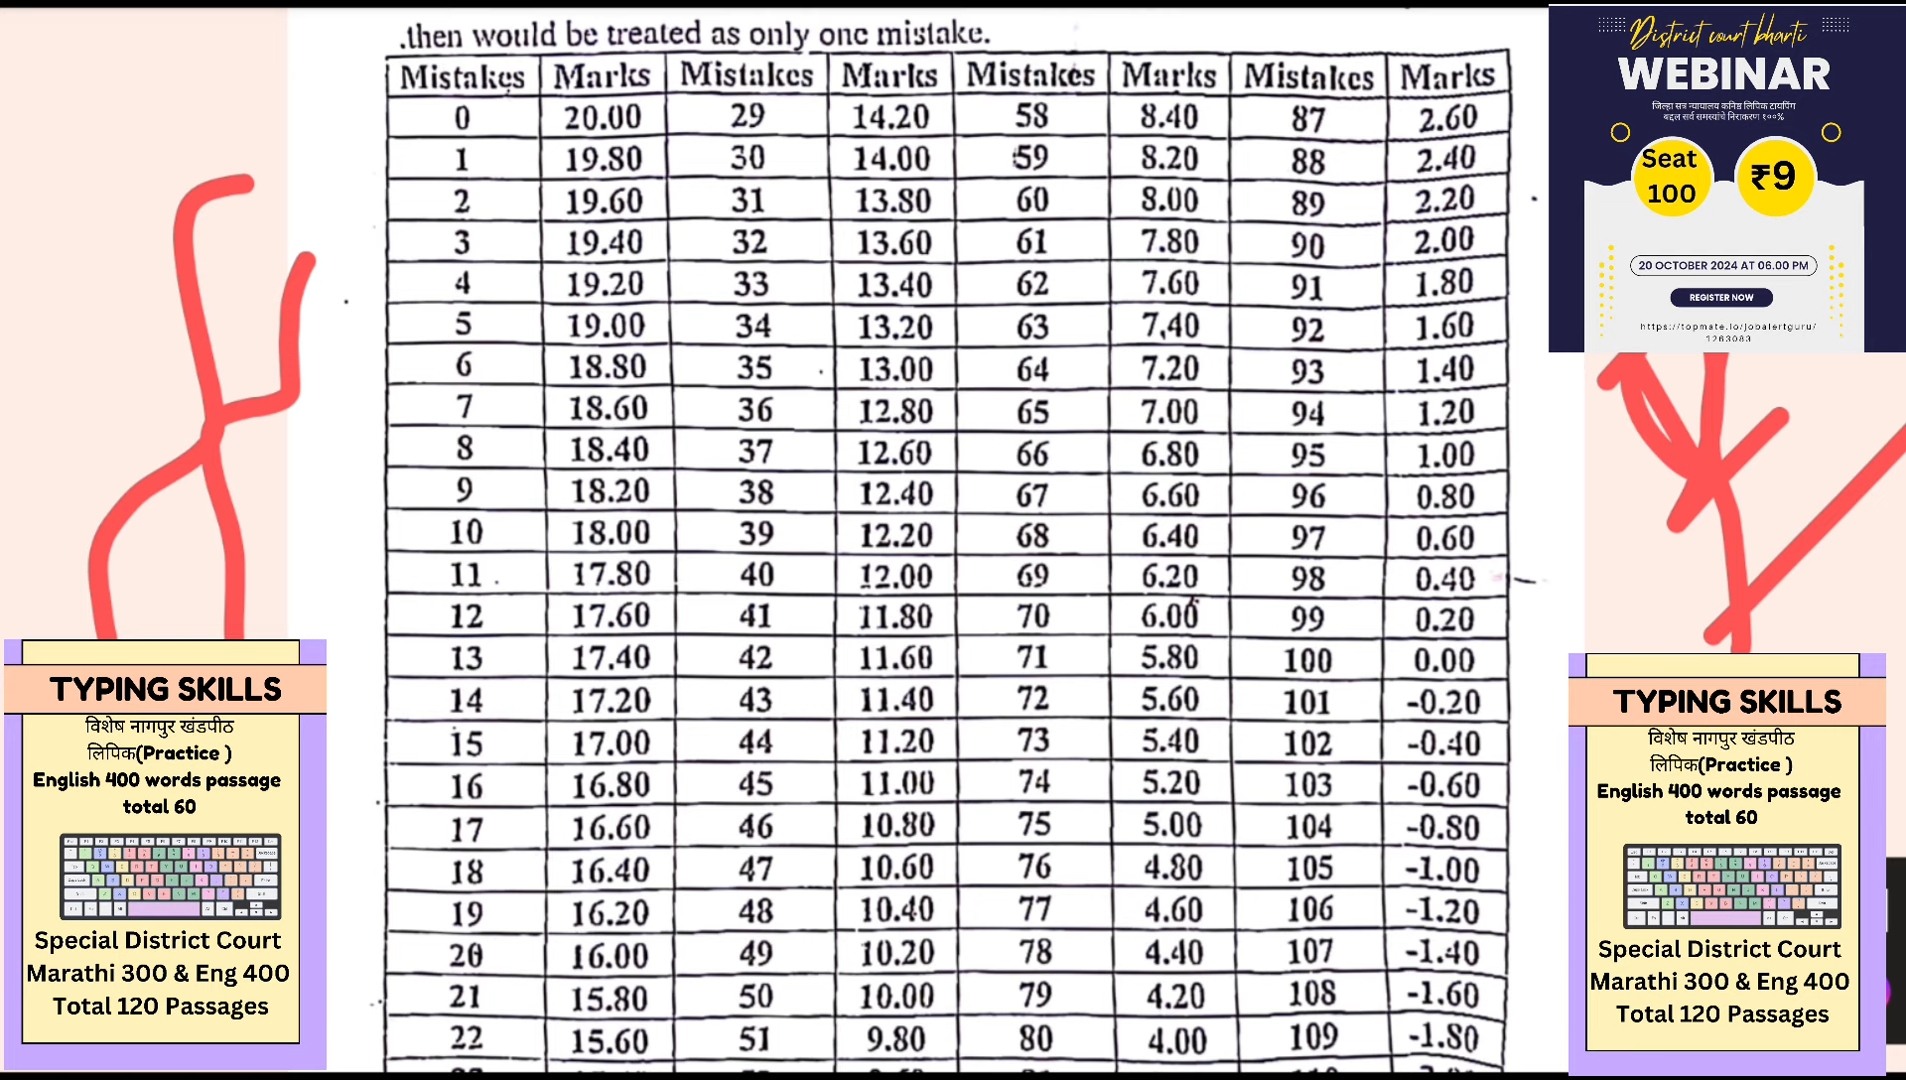 .then would be treated as only one mistake.
Mistakes Marks Mistakes Marks Mistakes Marks Mistakes Marks
0 20.00 29 14.20 58 8.40 87 2.60
1 19.80 30 14.00 59 8.20 88 2.40
2 19.60 31 13.80 60 8.00 89 2.20
3 19.40 32 13.60 61 7.80 90 2.00
4 19.20 33 13.40 62 7.60 91 1.80
5 19.00 34 13.20 63 7.40 92 1.60
6 18.80 35 13.00 64 7.20 93 1.40
7 18.60 36 12.80 65 7.00 94 1.20
8 18.40 37 12.60 66 6.80 95 1.00
9 18.20 38 12.40 67 6.60 96 0.80
10 18.00 39 12.20 68 6.40 97 0.60
11 17.80 40 12.00 69 6.20 98 0.40
12 17.60 41 11.80 70 6.00 99 0.20
13 17.40 42 11.60 71 5.80 100 0.00
14 17.20 43 11.40 72 5.60 101 -0.20
15 17.00 44 11.20 73 5.40 102 -0.40
16 16.80 45 11.00 74 5.20 103 -0.60
17 16.60 46 10.80 75 5.00 104 -0.80
18 16.40 47 10.60 76 4.80 105 -1.00
19 16.20 48 10.40 77 4.60 106 -1.20
20 16.00 49 10.20 78 4.40 107 -1.40
21 15.80 50 10.00 79 4.20 108 -1.60
22 15.60 51 9.80 80 4.00 109 -1.80
District court bharti
WEBINAR
जिल्हा सत्र न्यायालय कनिष्ठ लिपिक टायपिंग
बद्दल सर्व समस्यांचे निराकरण १००%
Seat
100
₹9
20 OCTOBER 2024 AT 06.00 PM
REGISTER NOW
https://topmate.io/jobalertguru/
1263083
TYPING SKILLS
विशेष नागपुर खंडपीठ
लिपिक(Practice )
English 400 words passage
total 60
Special District Court
Marathi 300 & Eng 400
Total 120 Passages
TYPING SKILLS
विशेष नागपुर खंडपीठ
लिपिक(Practice )
English 400 words passage
total 60
Special District Court
Marathi 300 & Eng 400
Total 120 Passages